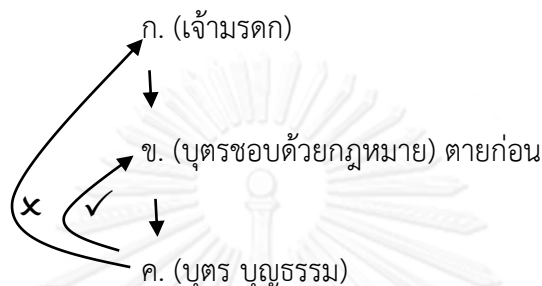 ก. (เจ้ามรดก)
ข. (บุตรชอบด้วยกฎหมาย) ตายก่อน
ค. (บุตร บุญธรรม)